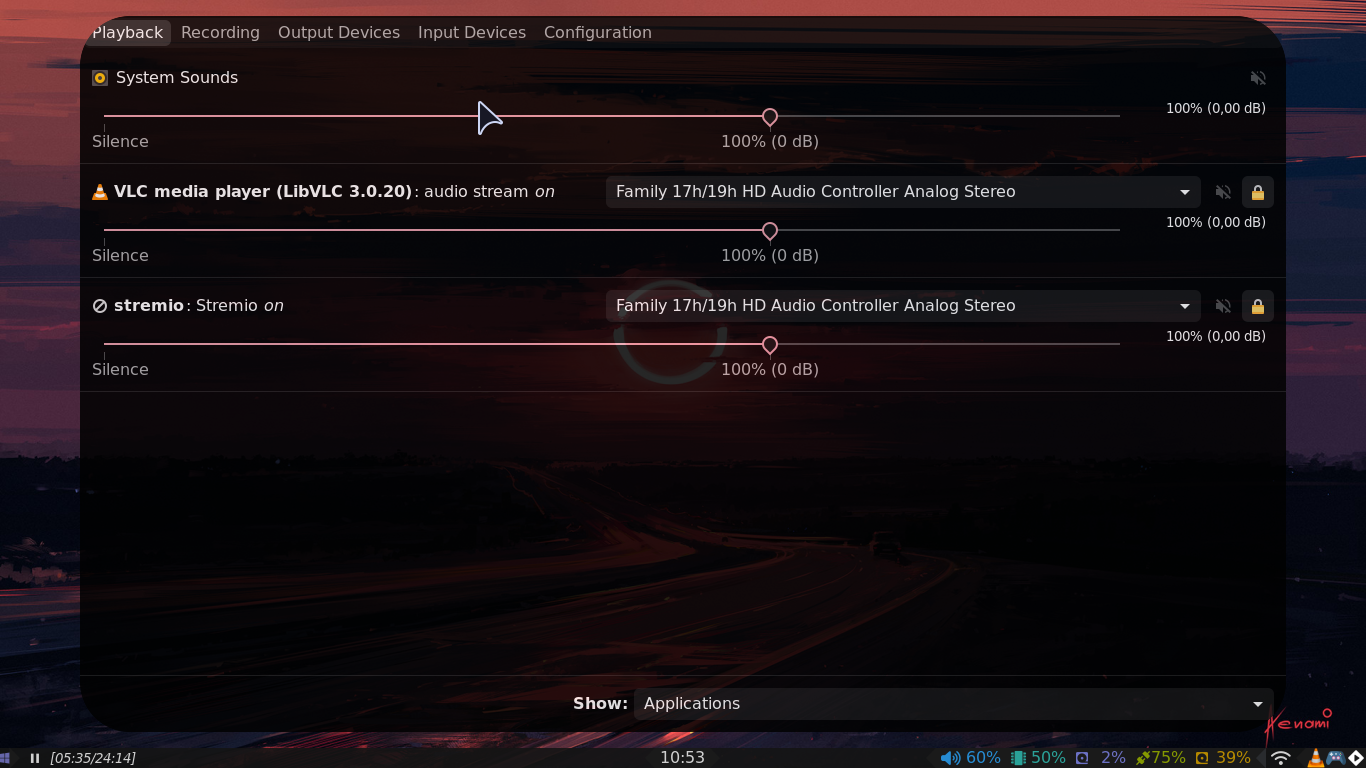 Playback Recording Output Devices Input Devices Configuration
System Sounds
100% (0,00 dB)
Silence 100% (0 dB)
VLC media player (LibVLC 3.0.20): audio stream on Family 17h/19h HD Audio Controller Analog Stereo
100% (0,00 dB)
Silence 100% (0 dB)
stremio: Stremio on Family 17h/19h HD Audio Controller Analog Stereo
100% (0,00 dB)
Silence 100% (0 dB)
Show: Applications
Xenami
[05:35/24:14] 10:53 60% 50% 2% 75% 39%